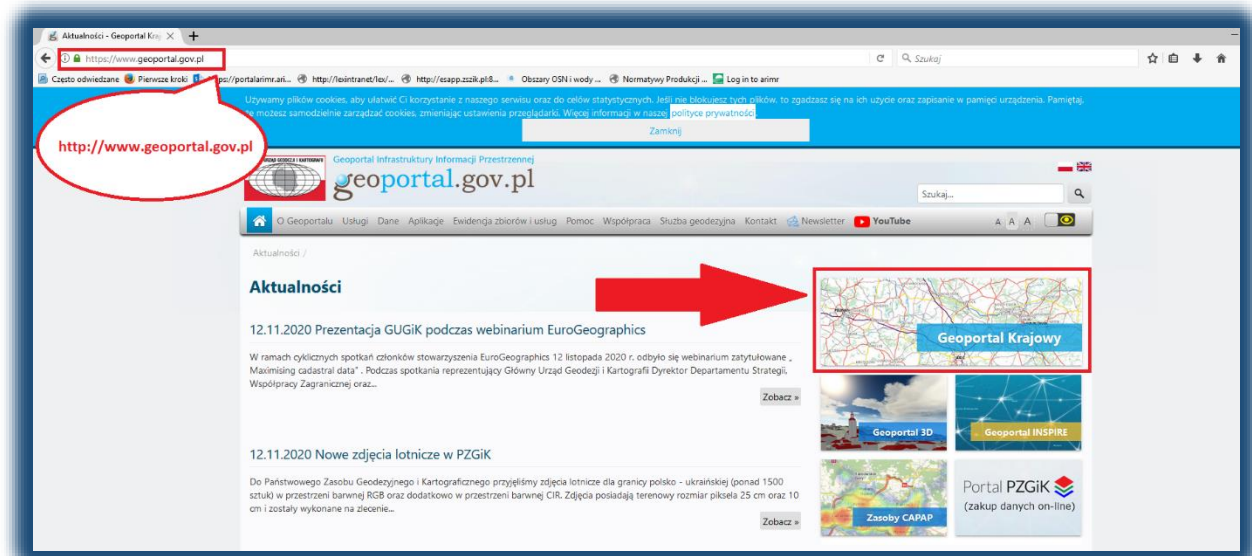 Aktualności - Geoportal Kraj
https://www.geoportal.gov.pl
Szukaj
Często odwiedzane Pierwsze kroki http://lexintranet/lex/... http://esapp.zszik.pl:8... Obszary OSN i wody ... Normatywy Produkcji ... Log in to arimr
Używamy plików cookies, aby ułatwić Ci korzystanie z naszego serwisu oraz do celów statystycznych. Jeśli nie blokujesz tych plików, to zgadzasz się na ich użycie oraz zapisanie w pamięci urządzenia. Pamiętaj,
że możesz samodzielnie zarządzać cookies, zmieniając ustawienia przeglądarki. Więcej informacji w naszej polityce prywatności.
Zamknij
http://www.geoportal.gov.pl
Geoportal Infrastruktury Informacji Przestrzennej
geoportal.gov.pl
Szukaj...
O Geoportalu Usługi Dane Aplikacje Ewidencja zbiorów i usług Pomoc Współpraca Służba geodezyjna Kontakt Newsletter YouTube A A A
Aktualności /
Aktualności
12.11.2020 Prezentacja GUGiK podczas webinarium EuroGeographics
W ramach cyklicznych spotkań członków stowarzyszenia EuroGeographics 12 listopada 2020 r. odbyło się webinarium zatytułowane „
Maximising cadastral data" . Podczas spotkania reprezentujący Główny Urząd Geodezji i Kartografii Dyrektor Departamentu Strategii,
Współpracy Zagranicznej oraz...
Zobacz »
12.11.2020 Nowe zdjęcia lotnicze w PZGiK
Do Państwowego Zasobu Geodezyjnego i Kartograficznego przyjęliśmy zdjęcia lotnicze dla granicy polsko - ukraińskiej (ponad 1500
sztuk) w przestrzeni barwnej RGB oraz dodatkowo w przestrzeni barwnej CIR. Zdjęcia posiadają terenowy rozmiar piksela 25 cm oraz 10
cm i zostały wykonane na zlecenie...
Zobacz »
Geoportal Krajowy
Geoportal 3D
Geoportal INSPIRE
Zasoby CAPAP
Portal PZGiK
(zakup danych on-line)